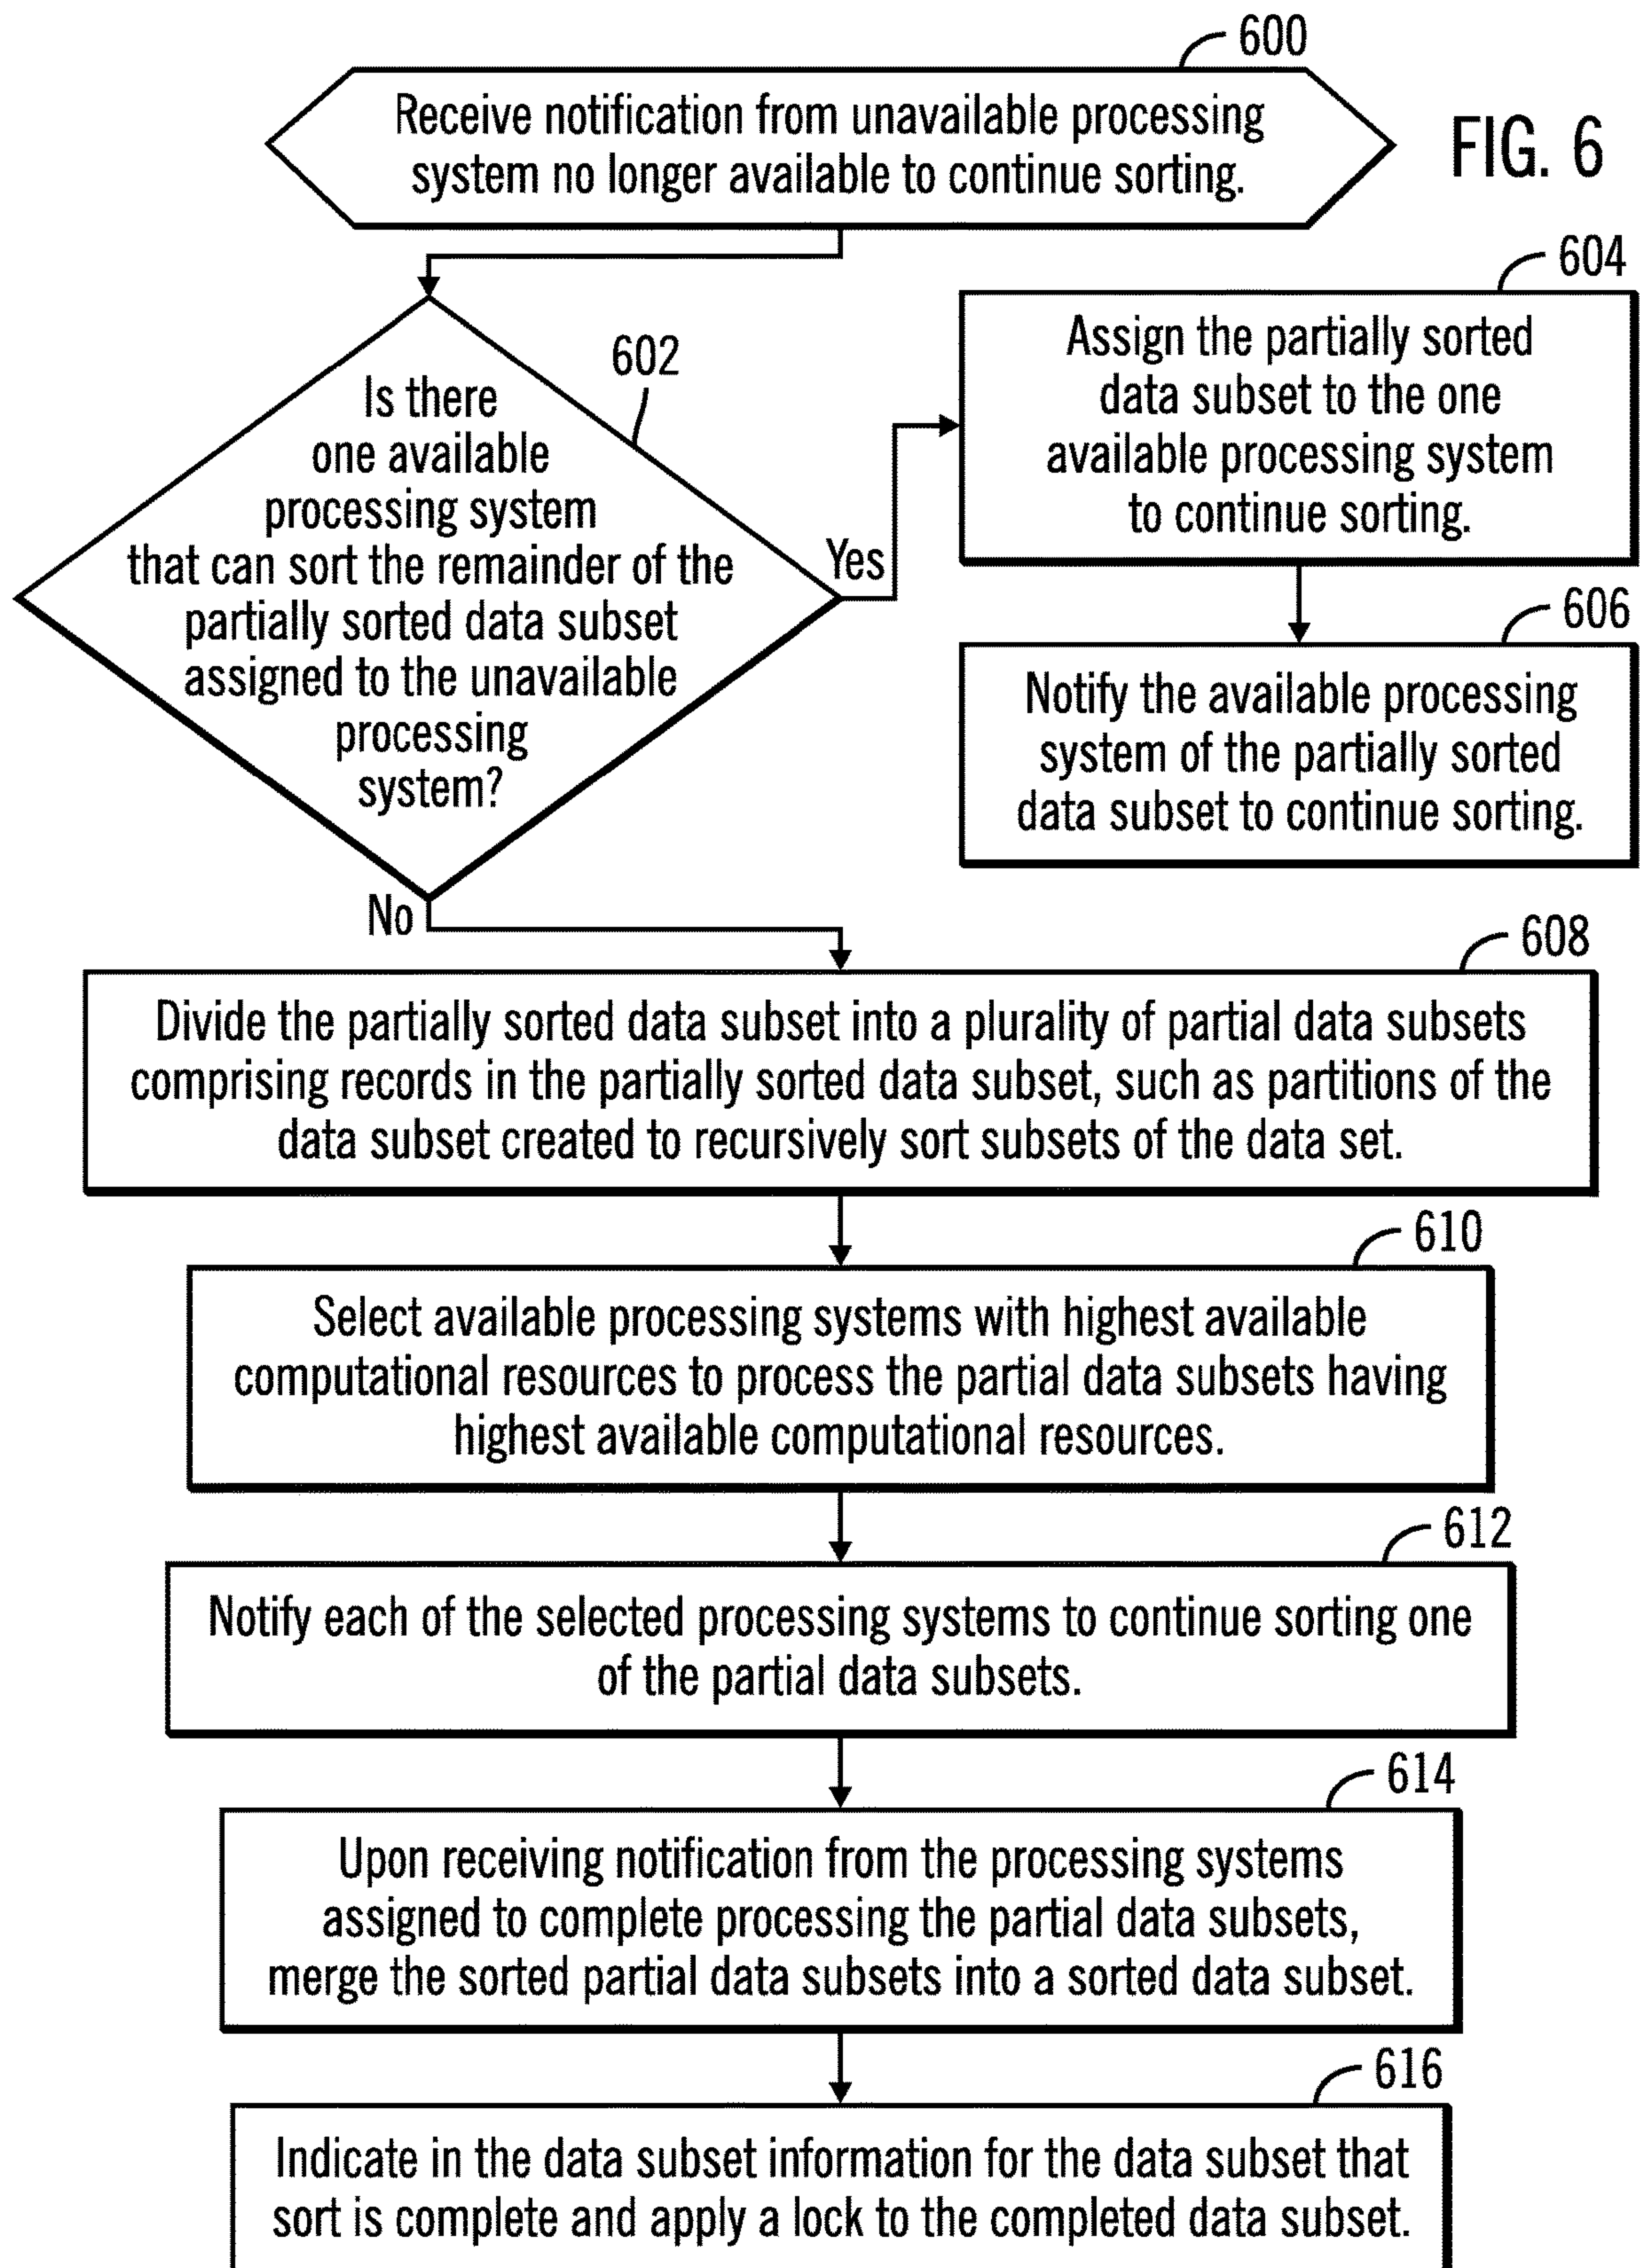 600
Receive notification from unavailable processing
system no longer available to continue sorting.
FIG. 6
602
Is there
one available
processing system
that can sort the remainder of the
partially sorted data subset
assigned to the unavailable
processing
system?
Yes
604
Assign the partially sorted
data subset to the one
available processing system
to continue sorting.
606
Notify the available processing
system of the partially sorted
data subset to continue sorting.
No
608
Divide the partially sorted data subset into a plurality of partial data subsets
comprising records in the partially sorted data subset, such as partitions of the
data subset created to recursively sort subsets of the data set.
610
Select available processing systems with highest available
computational resources to process the partial data subsets having
highest available computational resources.
612
Notify each of the selected processing systems to continue sorting one
of the partial data subsets.
614
Upon receiving notification from the processing systems
assigned to complete processing the partial data subsets,
merge the sorted partial data subsets into a sorted data subset.
616
Indicate in the data subset information for the data subset that
sort is complete and apply a lock to the completed data subset.